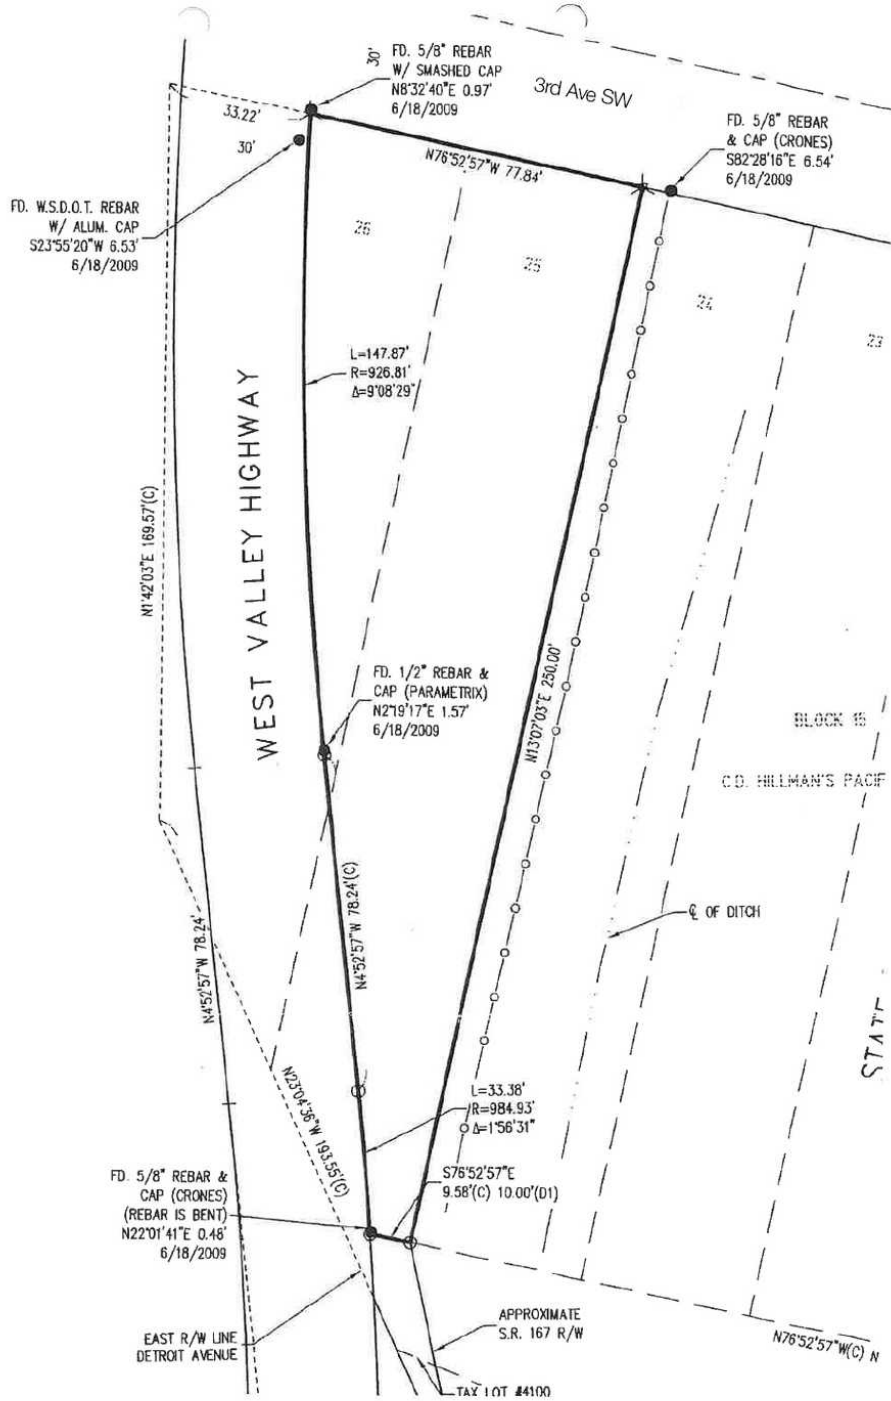 FD. 5/8" REBAR
W/ SMASHED CAP
N8°32'40"E 0.97'
6/18/2009
30'
3rd Ave SW
33.22'
30'
FD. 5/8" REBAR
& CAP (CRONES)
S82°28'16"E 6.54'
6/18/2009
N76°52'57"W 77.84'
FD. W.S.D.O.T. REBAR
W/ ALUM. CAP
S23°55'20"W 6.53'
6/18/2009
26
25
24
23
L=147.87'
R=926.81'
Δ=9°08'29"
WEST VALLEY HIGHWAY
N1°42'03"E 169.57'(C)
FD. 1/2" REBAR &
CAP (PARAMETRIX)
N2°19'17"E 1.57'
6/18/2009
N13°07'03"E 250.00'
BLOCK 15
C.D. HILLMAN'S PACIF
N4°52'57"W 78.24'(C)
N4°52'57"W 78.24'
℄ OF DITCH
STATE
N23°04'36"W 193.55'(C)
L=33.38'
R=984.93'
Δ=1°56'31"
FD. 5/8" REBAR &
CAP (CRONES)
(REBAR IS BENT)
N22°01'41"E 0.48'
6/18/2009
S76°52'57"E
9.58'(C) 10.00'(D1)
EAST R/W LINE
DETROIT AVENUE
APPROXIMATE
S.R. 167 R/W
N76°52'57"W(C) N
TAX LOT #4100